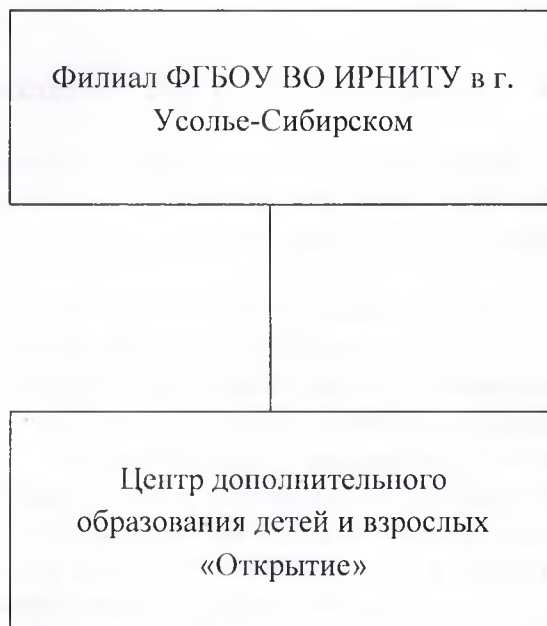 Филиал ФГБОУ ВО ИРНИТУ в г.
Усолье-Сибирском
Центр дополнительного
образования детей и взрослых
«Открытие»